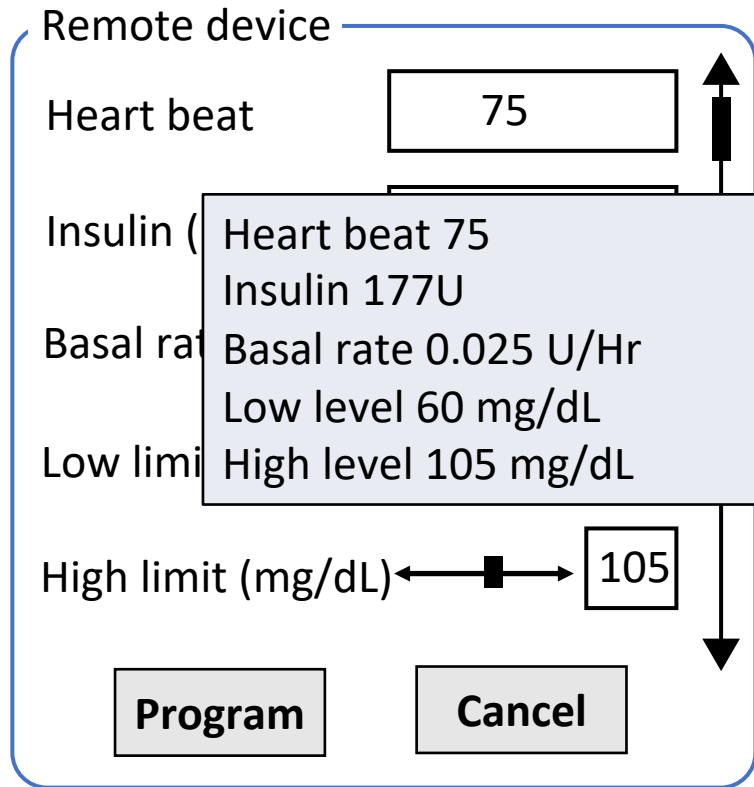 Remote device
Heart beat 75
Insulin (
Heart beat 75
Insulin 177U
Basal rat
Basal rate 0.025 U/Hr
Low level 60 mg/dL
Low limi
High level 105 mg/dL
High limit (mg/dL) 105
Program Cancel